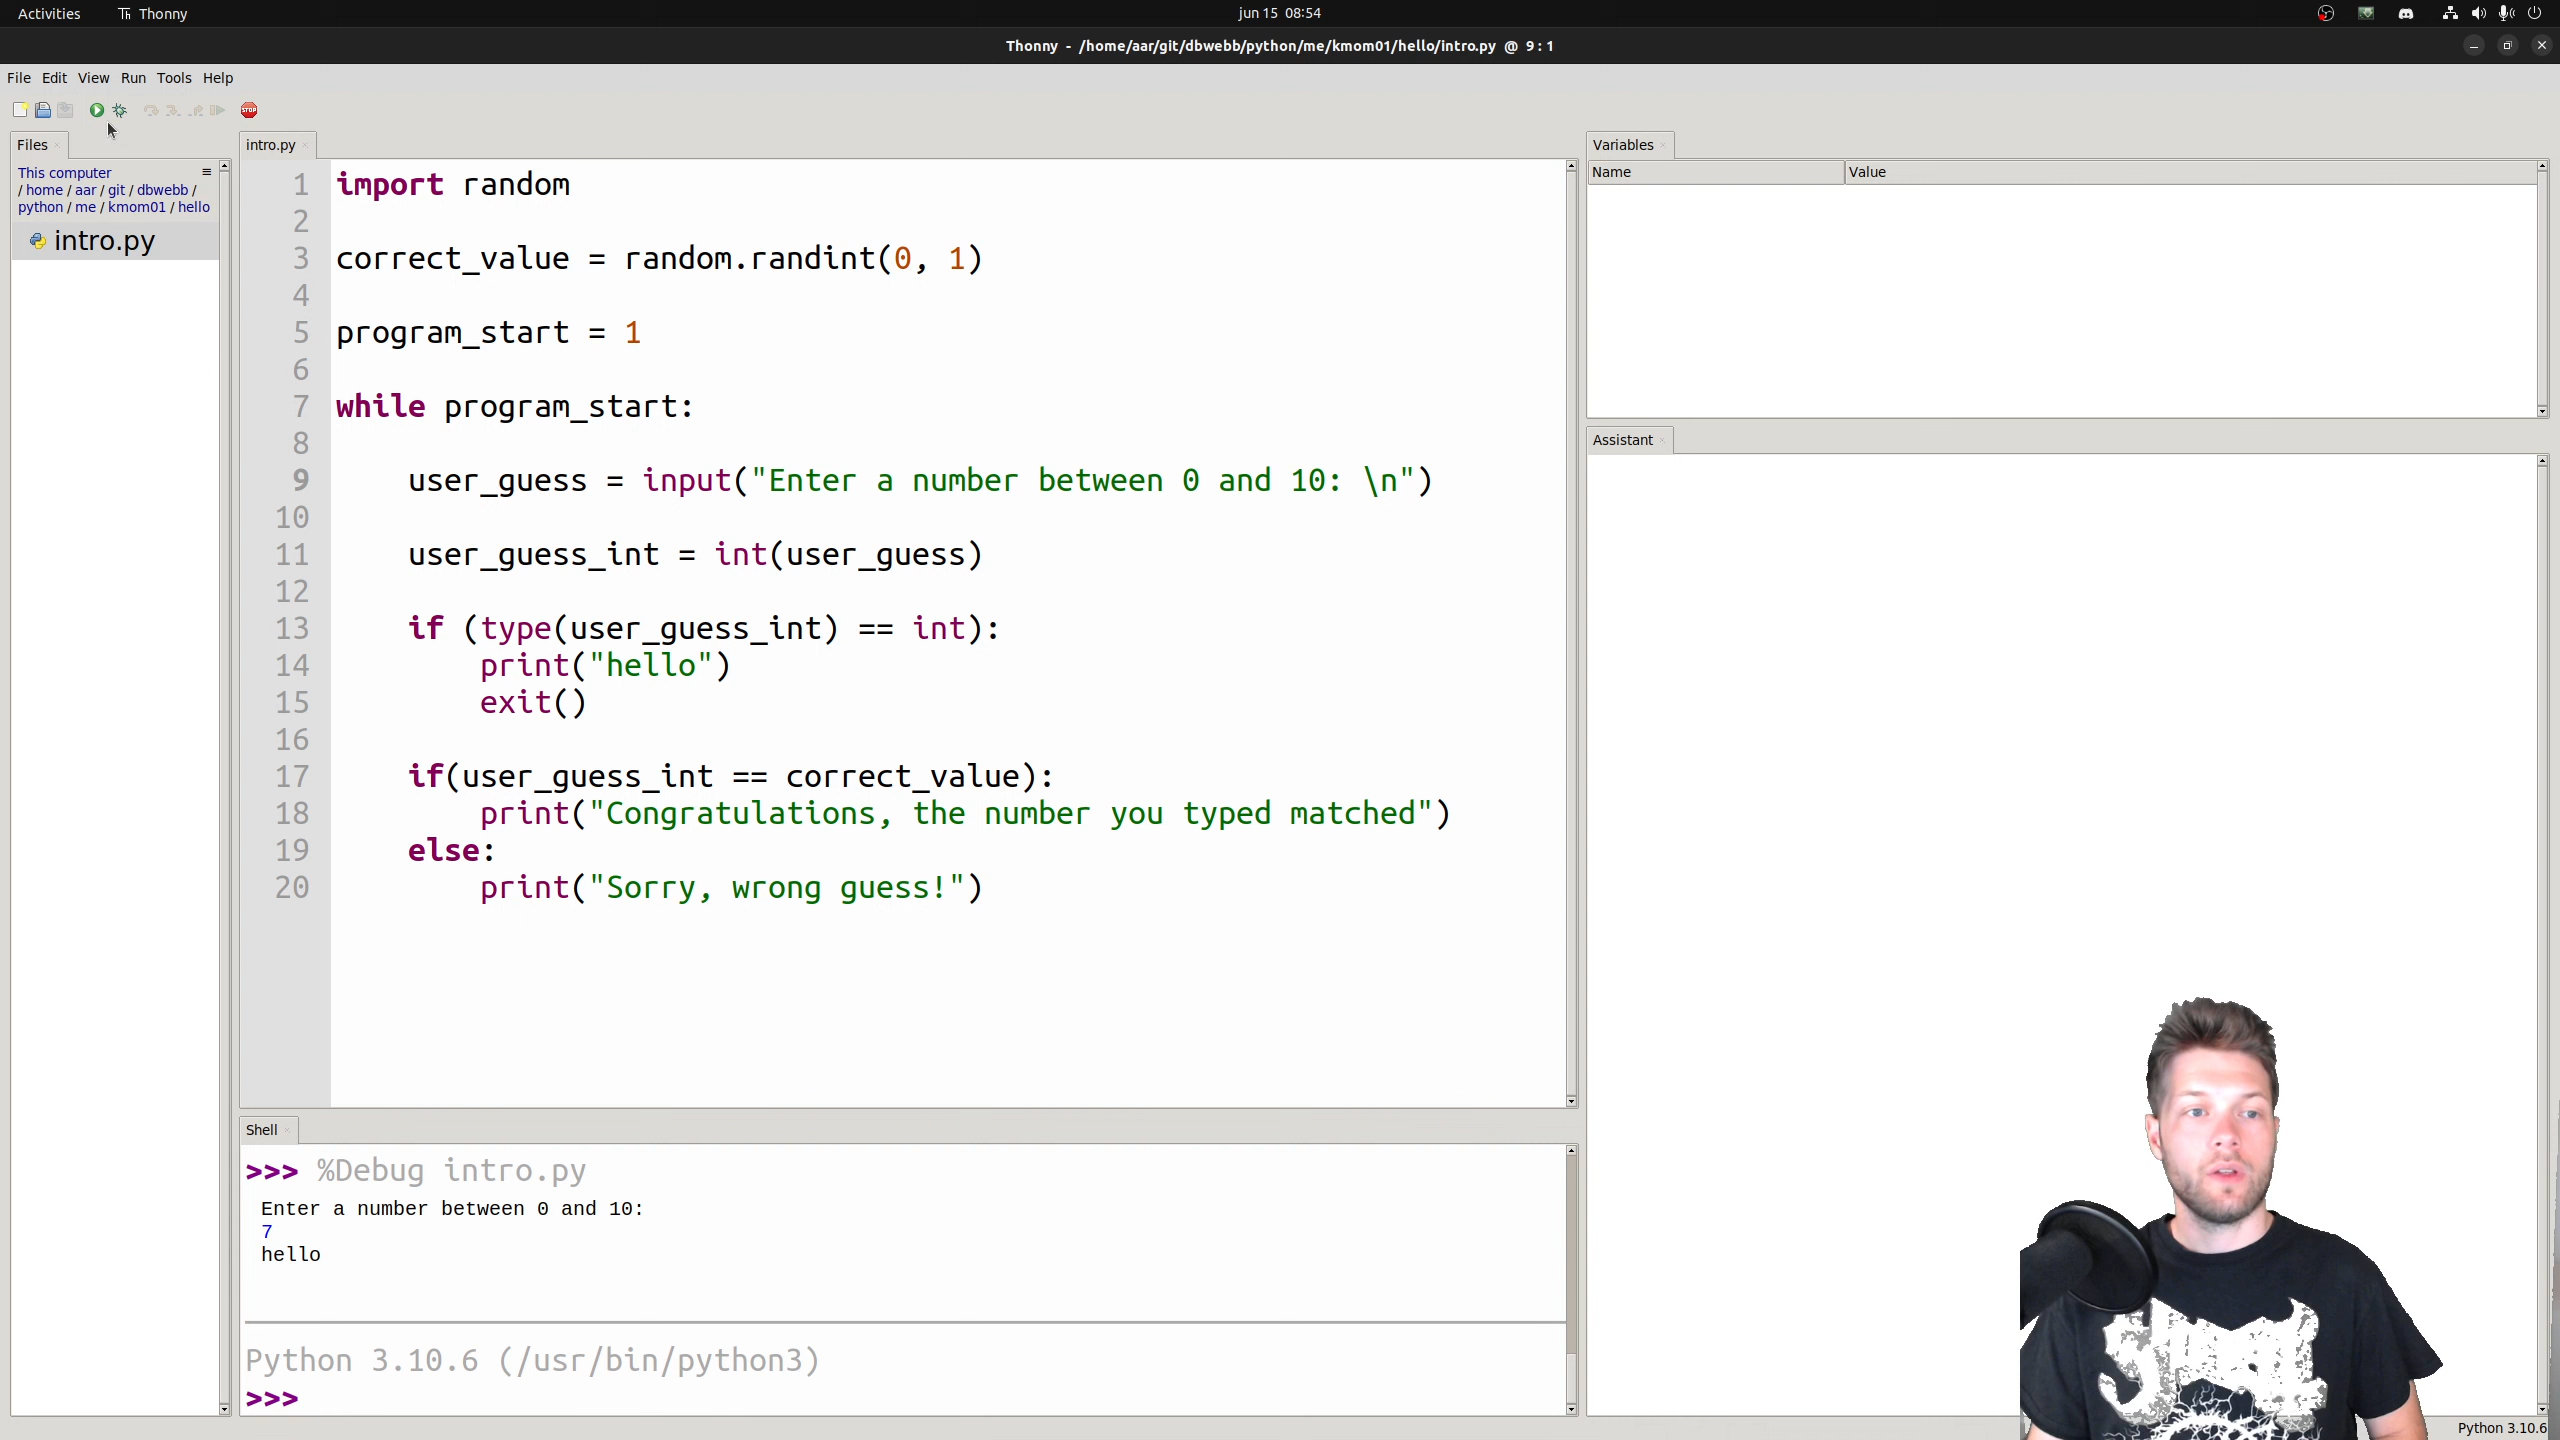 Activities
Thonny
jun 15 08:54
Thonny - /home/aar/git/dbwebb/python/me/kmom01/hello/intro.py @ 9:1
File Edit View Run Tools Help
STOP
Files
This computer
/ home / aar / git / dbwebb /
python / me / kmom01 / hello
intro.py
intro.py
1 import random
2
3 correct_value = random.randint(0, 1)
4
5 program_start = 1
6
7 while program_start:
8
9     user_guess = input("Enter a number between 0 and 10: \n")
10
11     user_guess_int = int(user_guess)
12
13     if (type(user_guess_int) == int):
14         print("hello")
15         exit()
16
17     if(user_guess_int == correct_value):
18         print("Congratulations, the number you typed matched")
19     else:
20         print("Sorry, wrong guess!")
Shell
>>> %Debug intro.py
Enter a number between 0 and 10:
7
hello
Python 3.10.6 (/usr/bin/python3)
>>>
Variables
Name Value
Assistant
Python 3.10.6